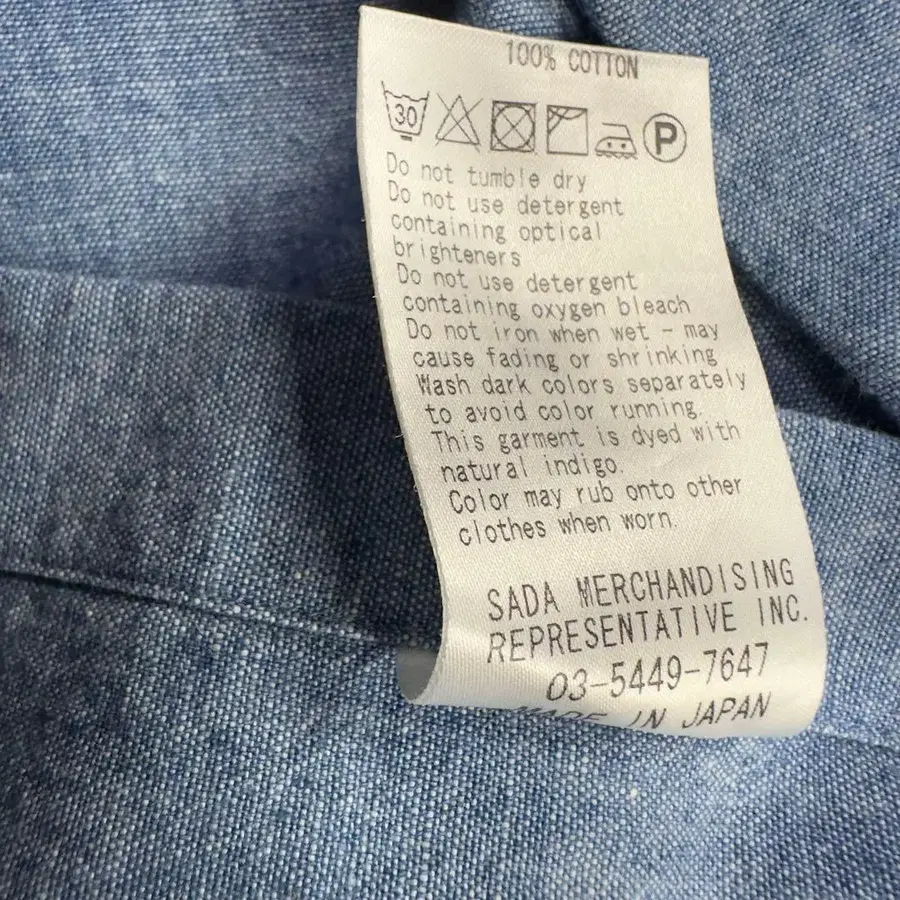 100% COTTON
30 P
Do not tumble dry
Do not use detergent
containing optical
brighteners
Do not use detergent
containing oxygen bleach
Do not iron when wet - may
cause fading or shrinking
Wash dark colors separately
to avoid color running.
This garment is dyed with
natural indigo.
Color may rub onto other
clothes when worn.
SADA MERCHANDISING
REPRESENTATIVE INC.
03-5449-7647
MADE IN JAPAN